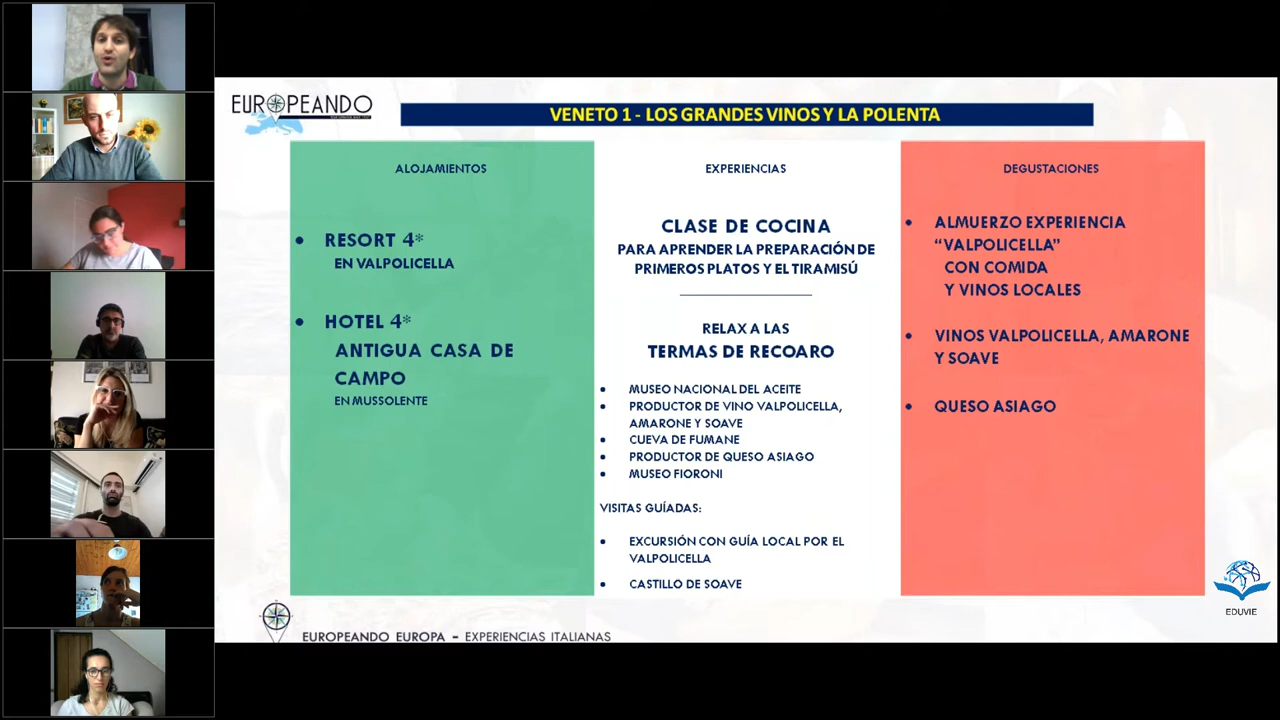 EUROPEANDO
VENETO 1 - LOS GRANDES VINOS Y LA POLENTA
ALOJAMIENTOS
• RESORT 4*
EN VALPOLICELLA
• HOTEL 4*
ANTIGUA CASA DE
CAMPO
EN MUSSOLENTE
EXPERIENCIAS
CLASE DE COCINA
PARA APRENDER LA PREPARACIÓN DE
PRIMEROS PLATOS Y EL TIRAMISÚ
RELAX A LAS
TERMAS DE RECOARO
• MUSEO NACIONAL DEL ACEITE
• PRODUCTOR DE VINO VALPOLICELLA,
AMARONE Y SOAVE
• CUEVA DE FUMANE
• PRODUCTOR DE QUESO ASIAGO
• MUSEO FIORONI
VISITAS GUÍADAS:
• EXCURSIÓN CON GUÍA LOCAL POR EL
VALPOLICELLA
• CASTILLO DE SOAVE
DEGUSTACIONES
• ALMUERZO EXPERIENCIA
“VALPOLICELLA”
CON COMIDA
Y VINOS LOCALES
• VINOS VALPOLICELLA, AMARONE
Y SOAVE
• QUESO ASIAGO
EDUVIE
EUROPEANDO EUROPA – EXPERIENCIAS ITALIANAS